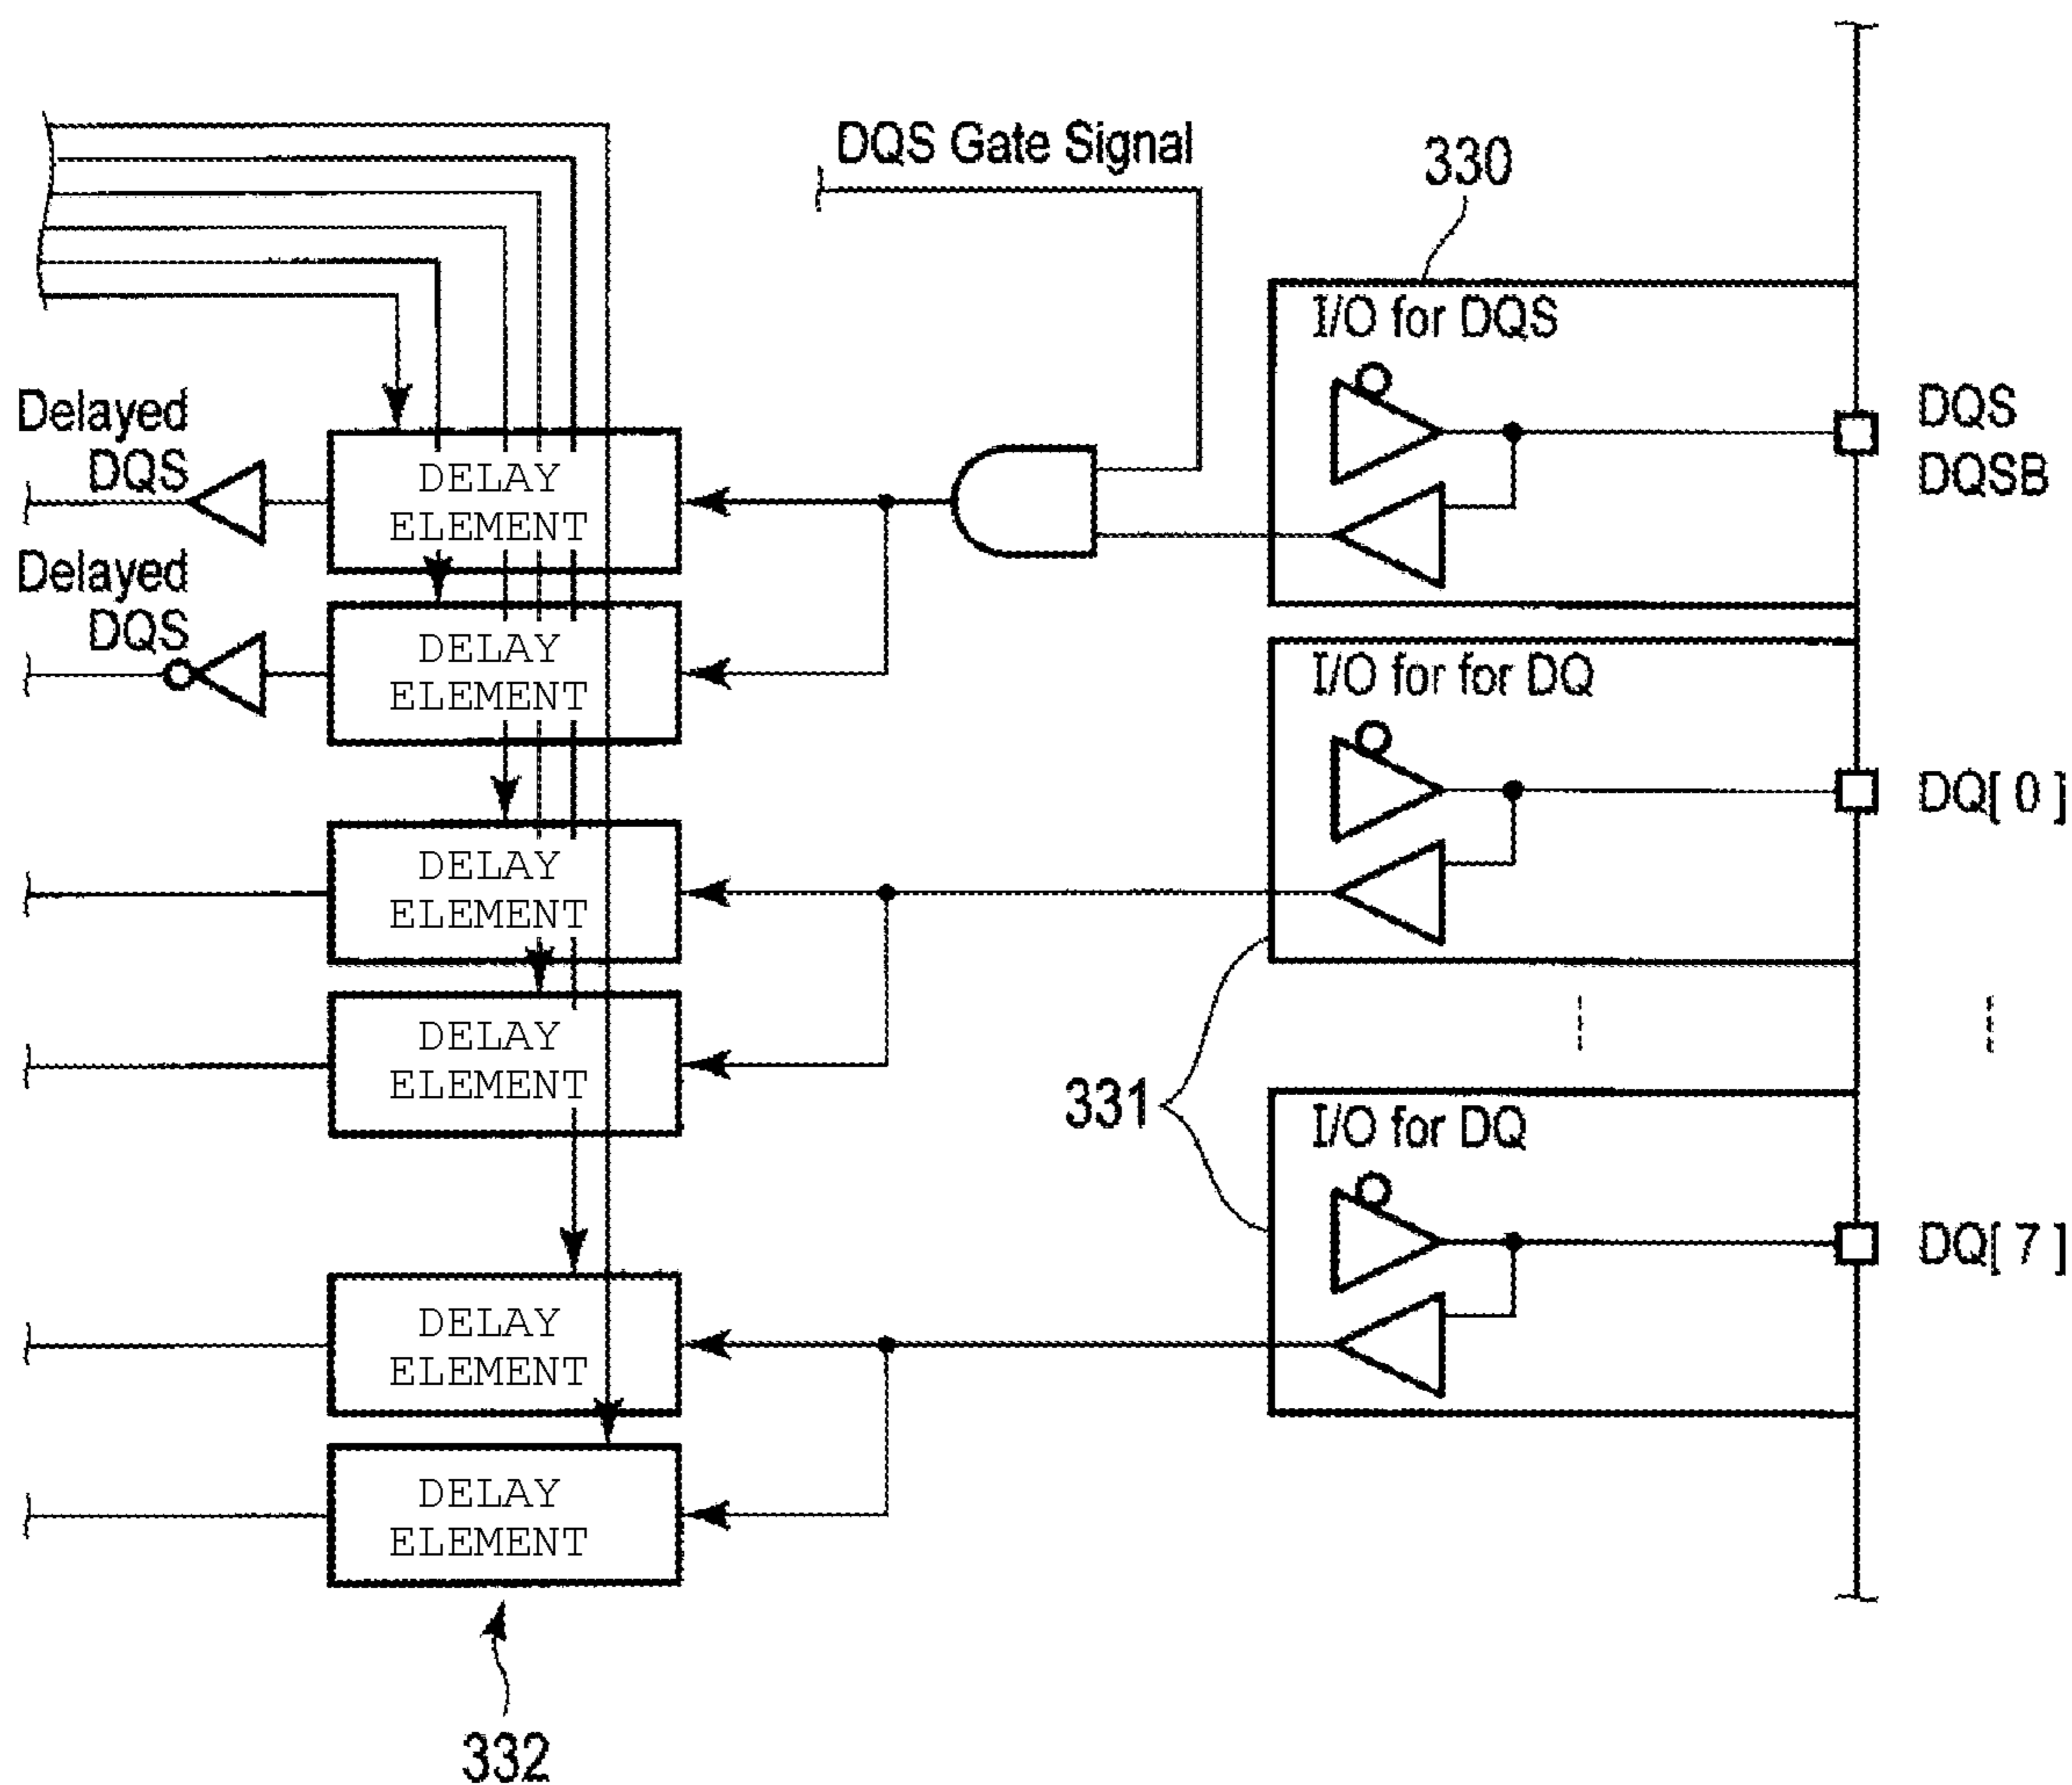 DQS Gate Signal
330
I/O for DQS
DQS
DQSB
Delayed
DQS
DELAY
ELEMENT
Delayed
DQS
DELAY
ELEMENT
I/O for for DQ
DQ[ 0 ]
DELAY
ELEMENT
DELAY
ELEMENT
331
I/O for DQ
DQ[ 7 ]
DELAY
ELEMENT
DELAY
ELEMENT
332